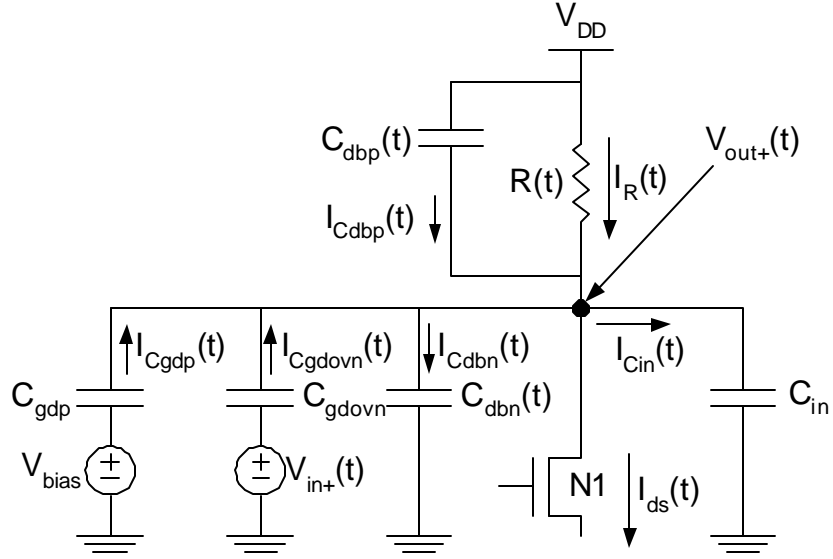 V_DD
C_dbp(t)
R(t)
I_R(t)
V_out+(t)
I_Cdbp(t)
I_Cgdp(t)
I_Cgdovn(t)
I_Cdbn(t)
I_Cin(t)
C_gdp
C_gdovn
C_dbn(t)
C_in
V_bias
V_in+(t)
N1
I_ds(t)